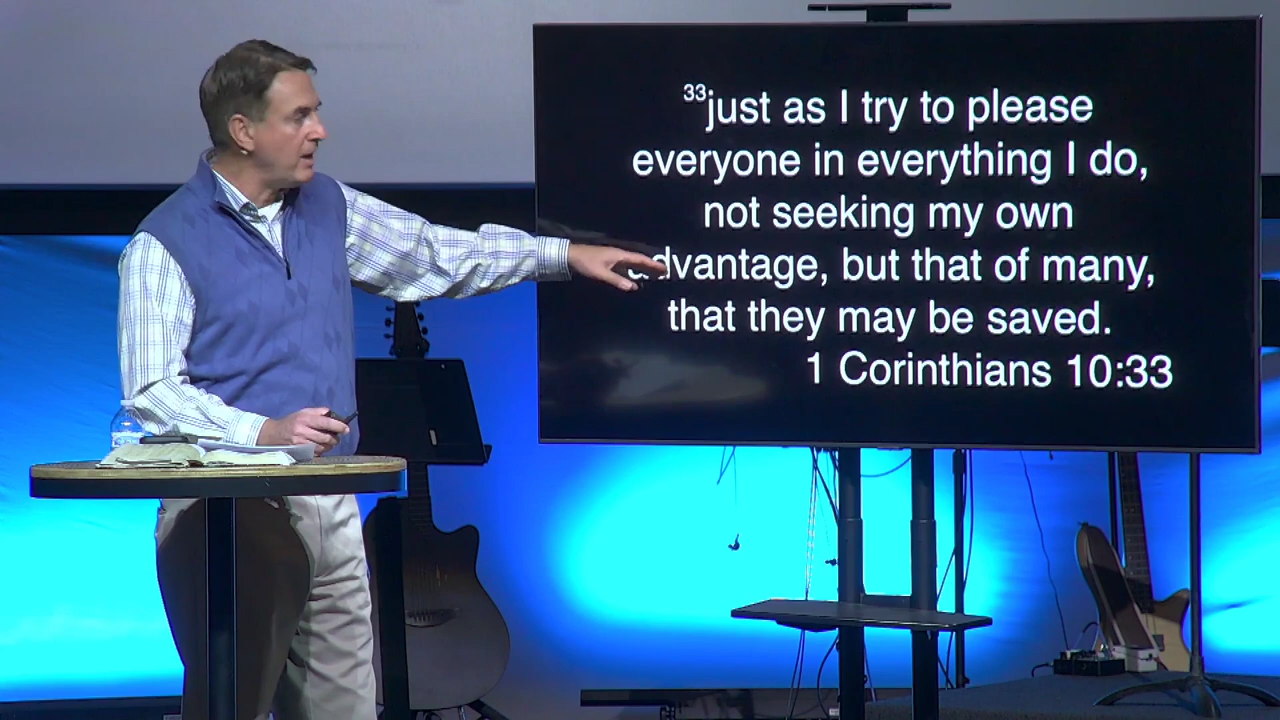 33just as I try to please
everyone in everything I do,
not seeking my own
advantage, but that of many,
that they may be saved.
1 Corinthians 10:33